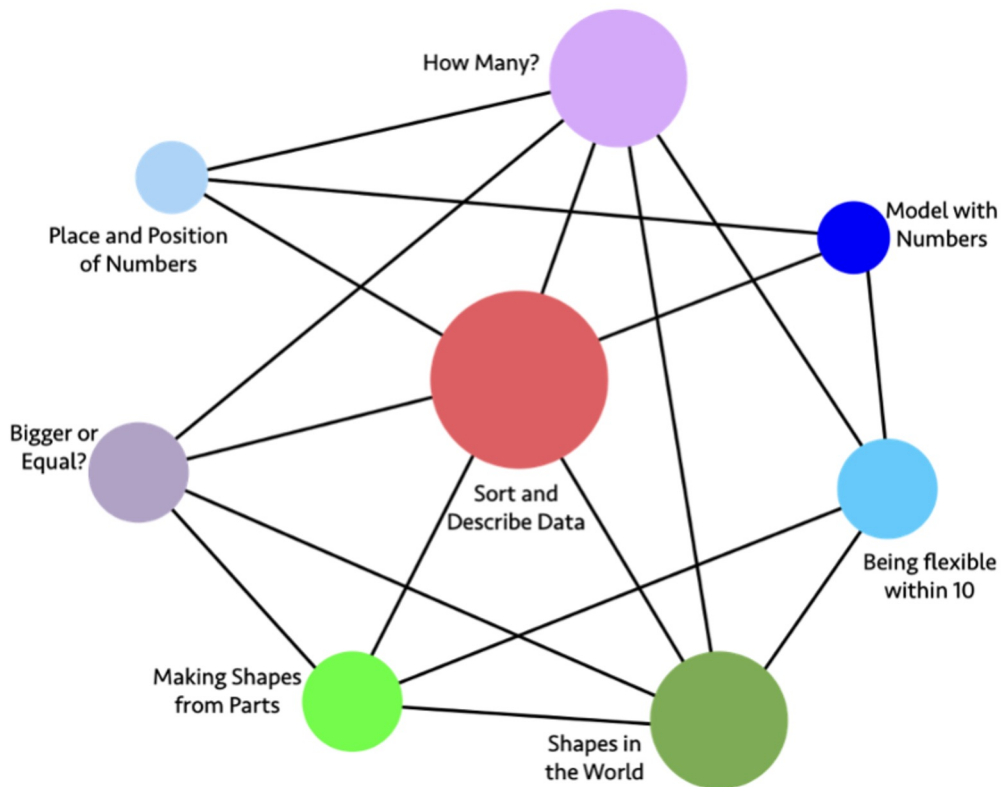 How Many?
Place and Position
of Numbers
Model with
Numbers
Bigger or
Equal?
Sort and
Describe Data
Being flexible
within 10
Making Shapes
from Parts
Shapes in
the World